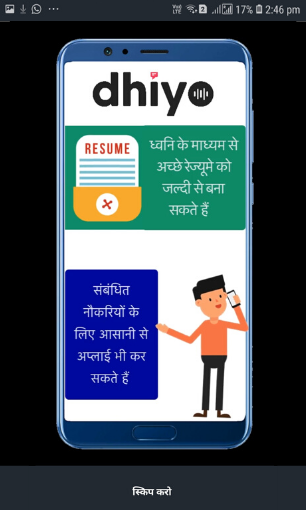 17% 2:46 pm
dhiyo
RESUME
ध्वनि के माध्यम से
अच्छे रेज्यूमे को
जल्दी से बना
सकते हैं
संबंधित
नौकरियों के
लिए आसानी से
अप्लाई भी कर
सकते हैं
स्किप करो